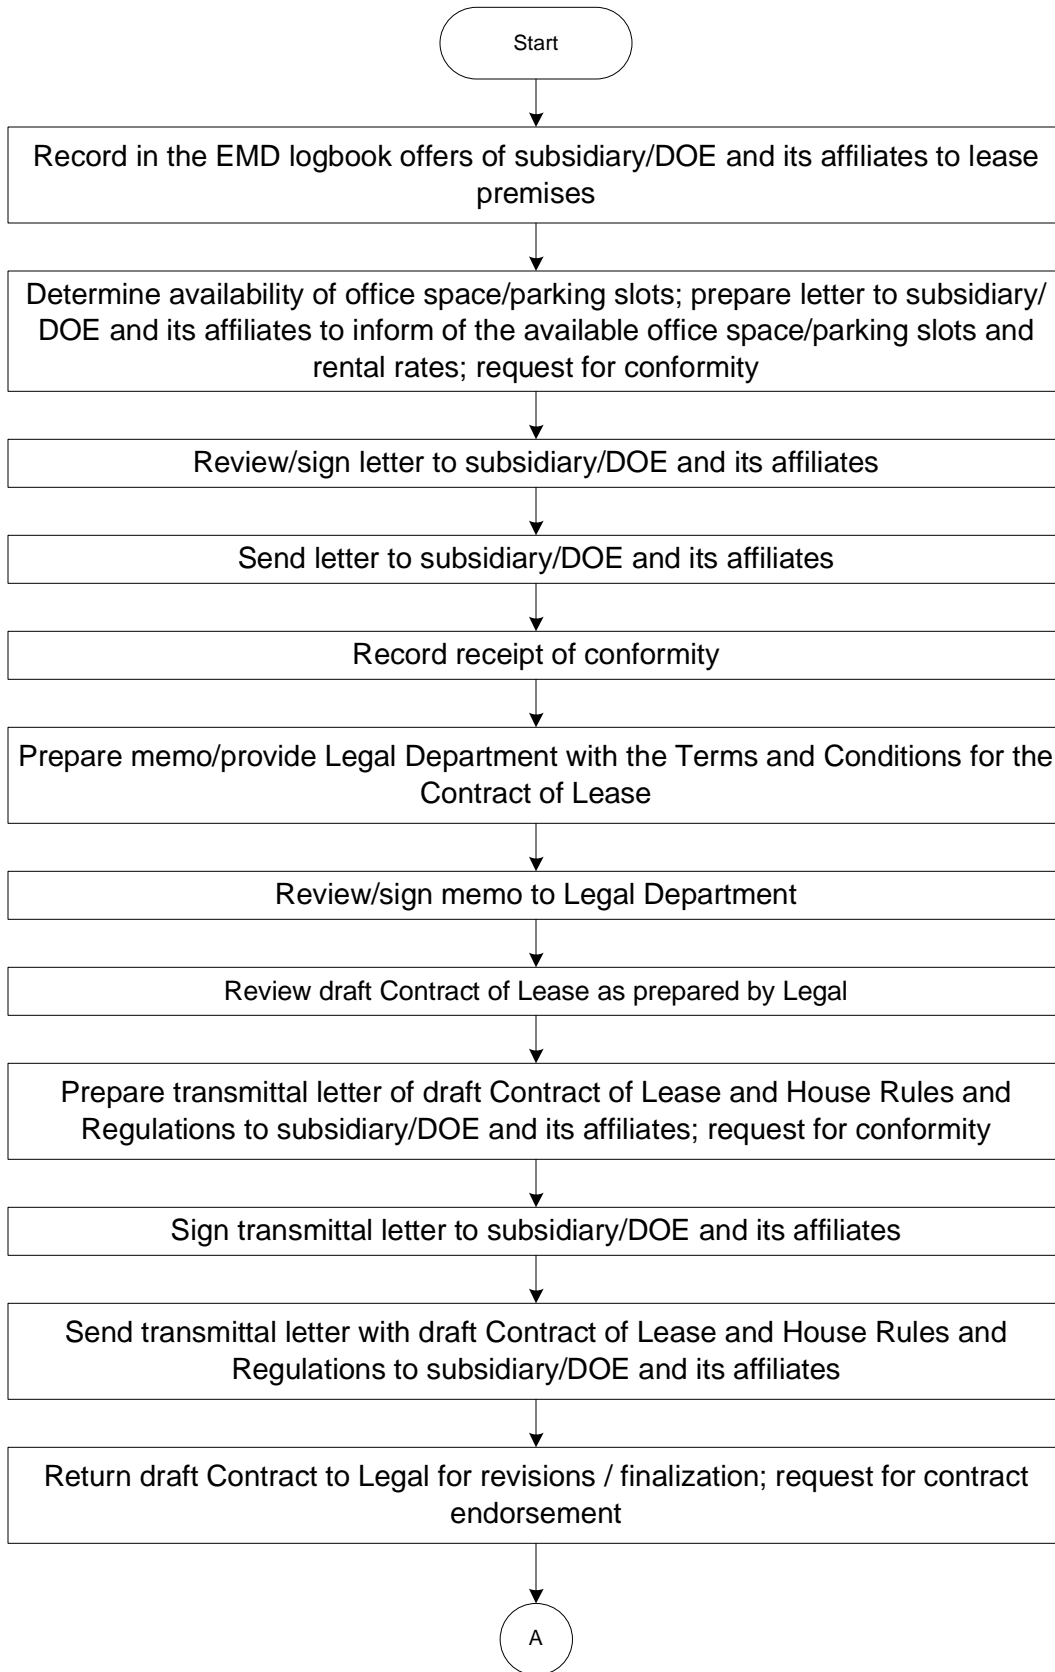 Start
Record in the EMD logbook offers of subsidiary/DOE and its affiliates to lease
premises
Determine availability of office space/parking slots; prepare letter to subsidiary/
DOE and its affiliates to inform of the available office space/parking slots and
rental rates; request for conformity
Review/sign letter to subsidiary/DOE and its affiliates
Send letter to subsidiary/DOE and its affiliates
Record receipt of conformity
Prepare memo/provide Legal Department with the Terms and Conditions for the
Contract of Lease
Review/sign memo to Legal Department
Review draft Contract of Lease as prepared by Legal
Prepare transmittal letter of draft Contract of Lease and House Rules and
Regulations to subsidiary/DOE and its affiliates; request for conformity
Sign transmittal letter to subsidiary/DOE and its affiliates
Send transmittal letter with draft Contract of Lease and House Rules and
Regulations to subsidiary/DOE and its affiliates
Return draft Contract to Legal for revisions / finalization; request for contract
endorsement
A